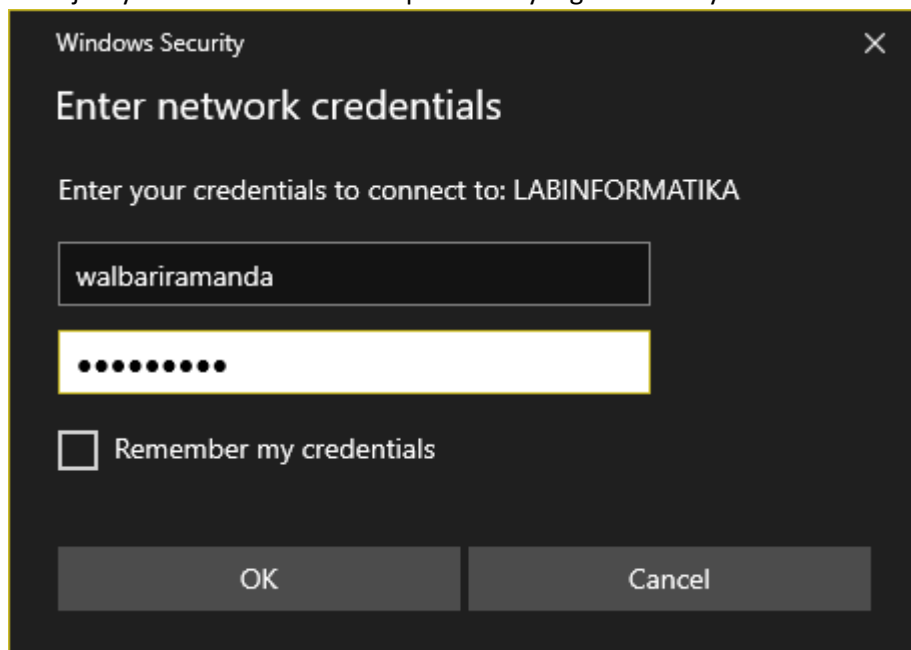 Windows Security
Enter network credentials
Enter your credentials to connect to: LABINFORMATIKA
walbariramanda
•••••••••
Remember my credentials
OK Cancel